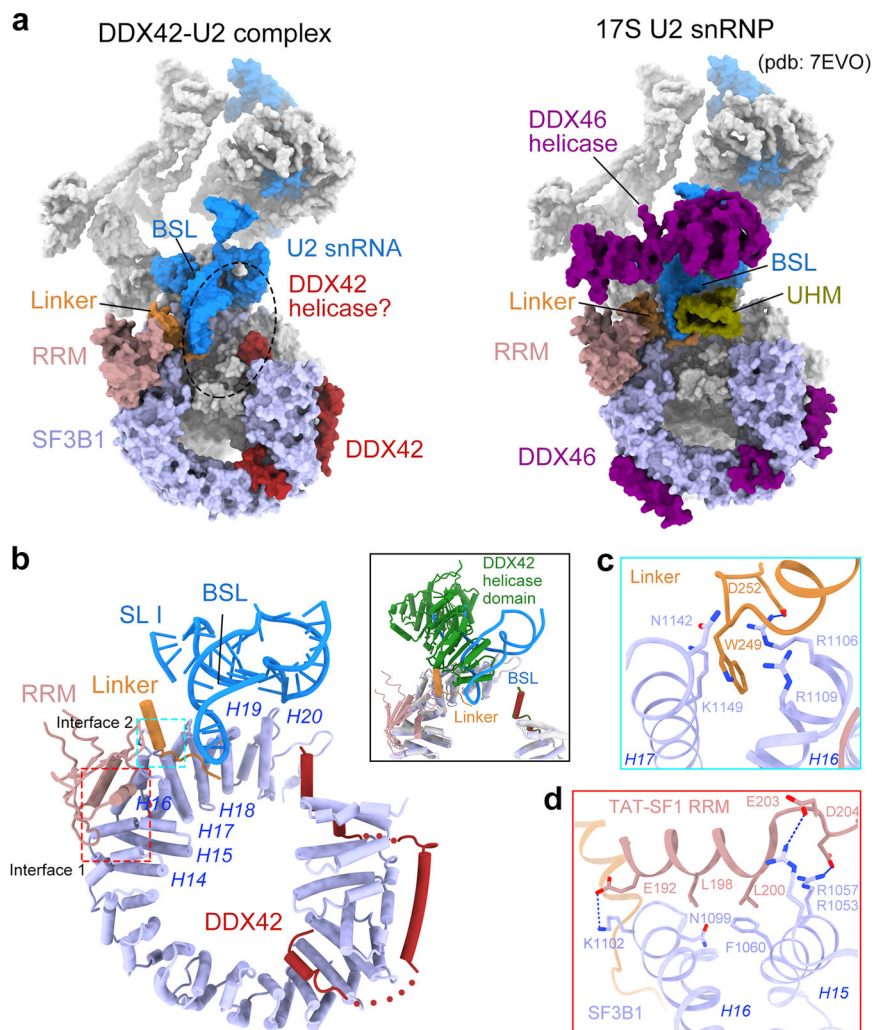 a
DDX42-U2 complex
17S U2 snRNP
(pdb: 7EVO)
BSL
U2 snRNA
DDX42
helicase?
Linker
RRM
SF3B1
DDX42
DDX46
helicase
BSL
UHM
Linker
RRM
DDX46
b
SL I
BSL
RRM
Linker
Interface 2
H19
H20
H16
H18
H17
H15
H14
Interface 1
DDX42
DDX42
helicase
domain
BSL
Linker
c
Linker
D252
N1142
W249
R1106
K1149
R1109
H17
H16
d
TAT-SF1 RRM
E203
D204
E192
L198
L200
R1057
R1053
N1099
K1102
F1060
SF3B1
H16
H15